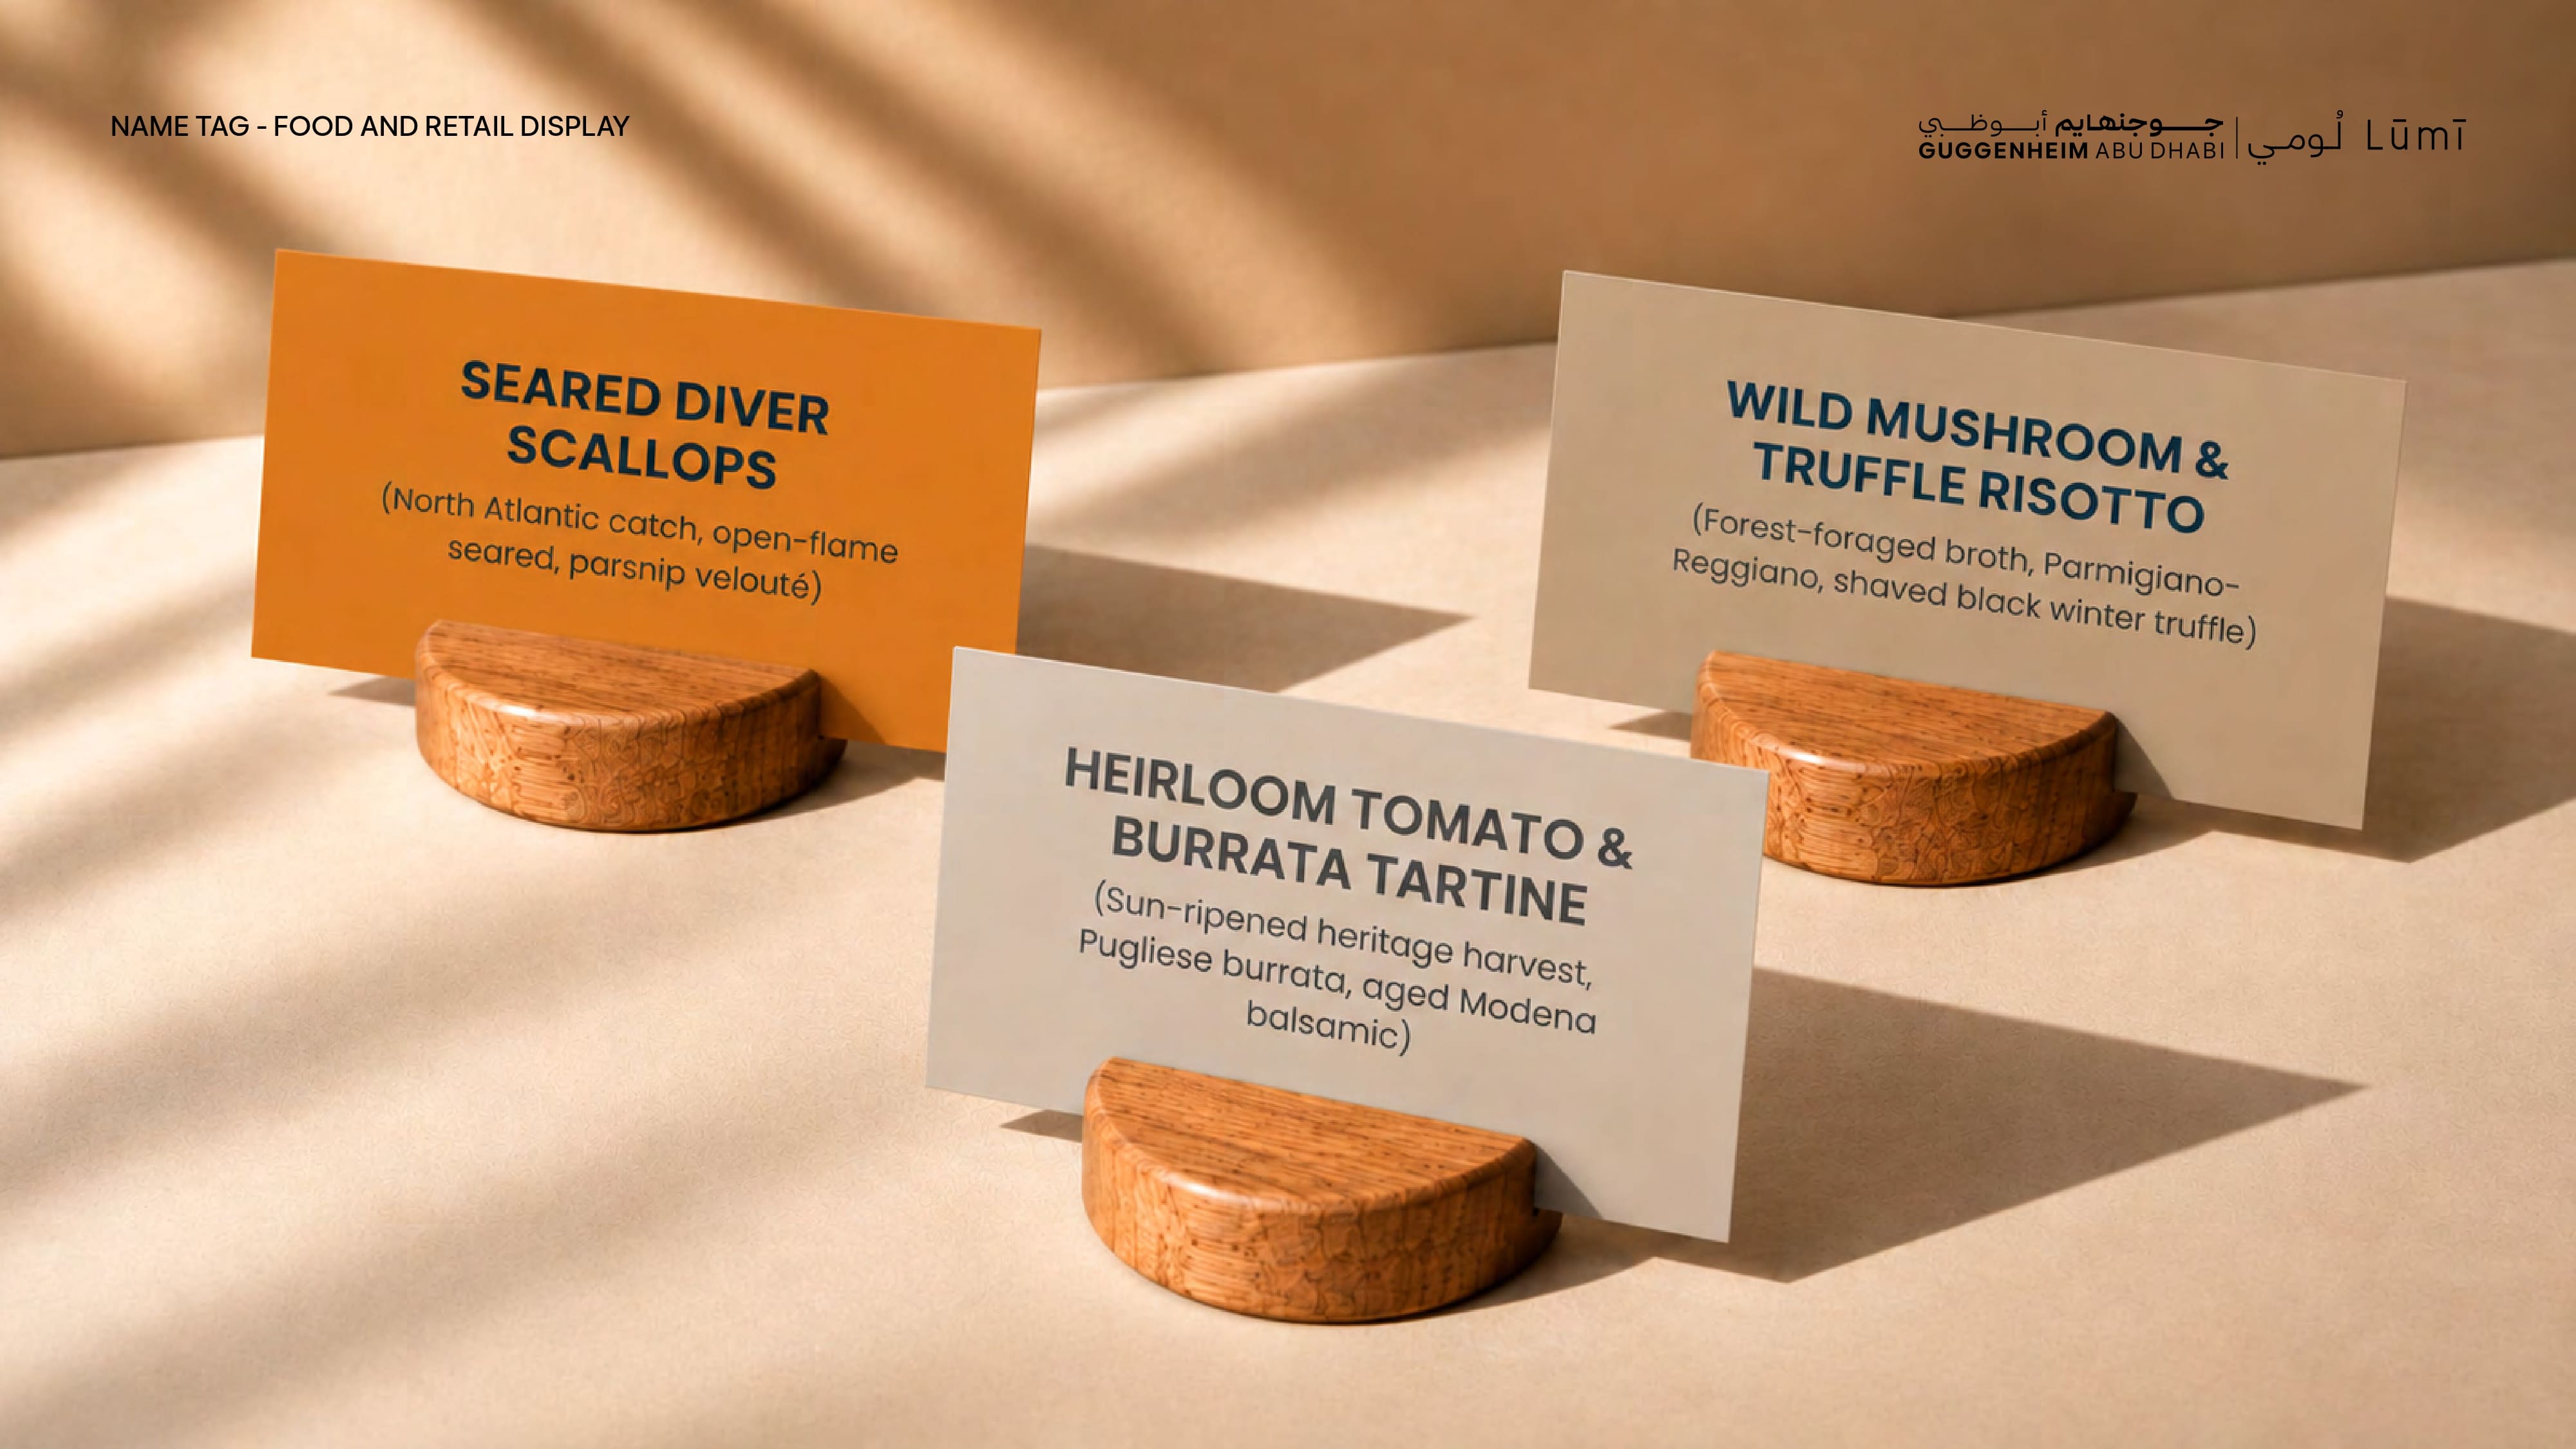 NAME TAG - FOOD AND RETAIL DISPLAY
جوجنهايم أبوظبي
GUGGENHEIM ABU DHABI
لُومي Lūmī
SEARED DIVER
SCALLOPS
(North Atlantic catch, open-flame
seared, parsnip velouté)
WILD MUSHROOM &
TRUFFLE RISOTTO
(Forest-foraged broth, Parmigiano-
Reggiano, shaved black winter truffle)
HEIRLOOM TOMATO &
BURRATA TARTINE
(Sun-ripened heritage harvest,
Pugliese burrata, aged Modena
balsamic)